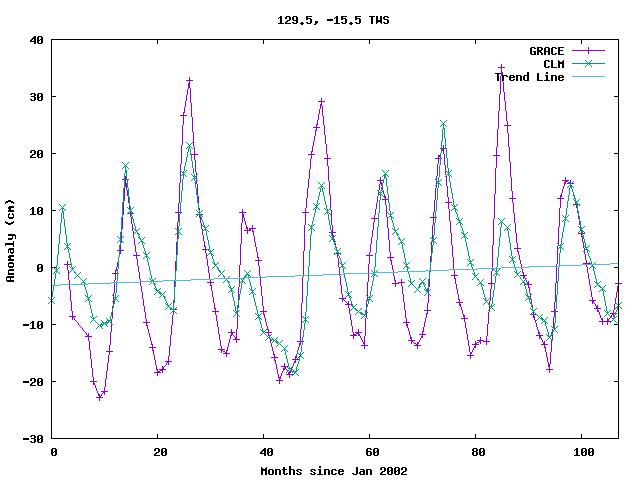 129.5, -15.5 TWS
GRACE
CLM
Trend Line
40
30
20
10
0
-10
-20
-30
Anomaly (cm)
0 20 40 60 80 100
Months since Jan 2002